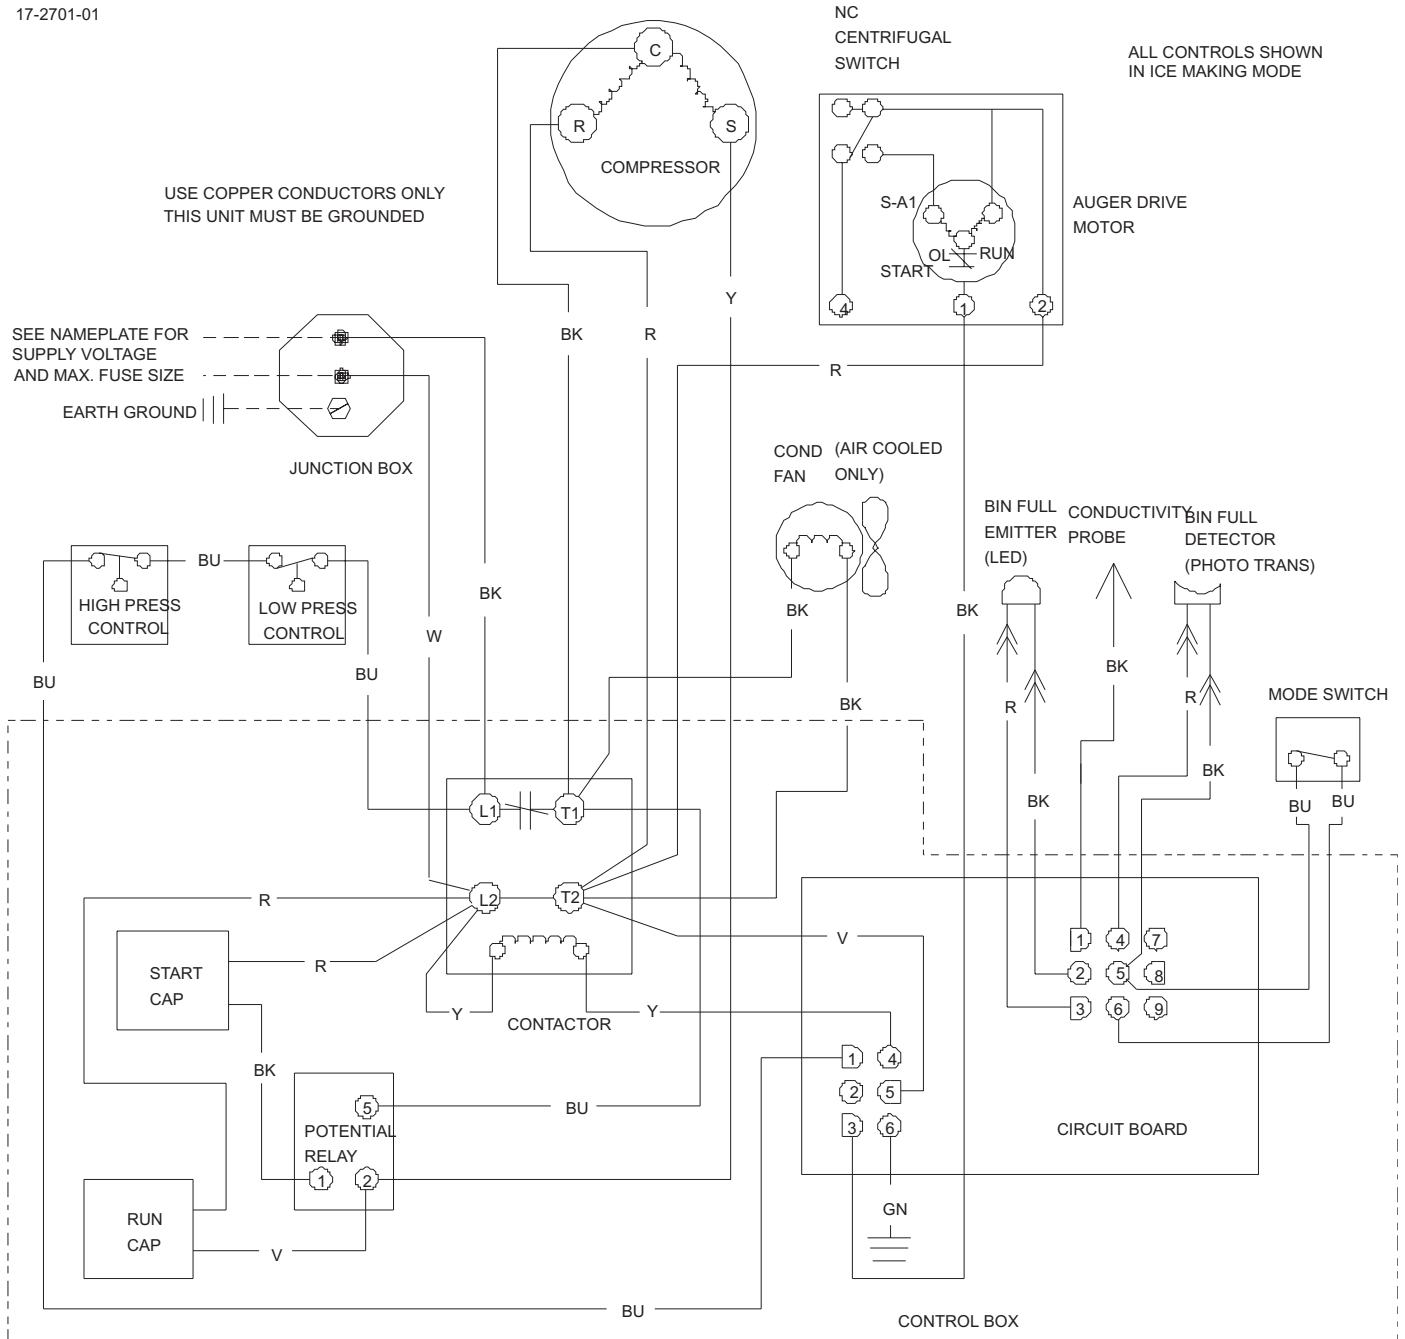 17-2701-01
NC
CENTRIFUGAL
SWITCH
ALL CONTROLS SHOWN
IN ICE MAKING MODE
C
R
S
COMPRESSOR
USE COPPER CONDUCTORS ONLY
THIS UNIT MUST BE GROUNDED
S-A1
AUGER DRIVE
MOTOR
OL
RUN
START
4
1
2
Y
BK
R
R
SEE NAMEPLATE FOR
SUPPLY VOLTAGE
AND MAX. FUSE SIZE
EARTH GROUND
JUNCTION BOX
COND
FAN
(AIR COOLED
ONLY)
BIN FULL
EMITTER
(LED)
CONDUCTIVITY
PROBE
BIN FULL
DETECTOR
(PHOTO TRANS)
BU
HIGH PRESS
CONTROL
LOW PRESS
CONTROL
BK
W
BK
BK
BK
BU
BU
BK
R
R
MODE SWITCH
BK
BK
BU
BU
L1
T1
L2
T2
R
V
START
CAP
R
Y
Y
CONTACTOR
1
4
7
2
5
8
3
6
9
BK
1
4
2
5
3
6
5
BU
POTENTIAL
RELAY
1
2
CIRCUIT BOARD
RUN
CAP
V
GN
BU
CONTROL BOX